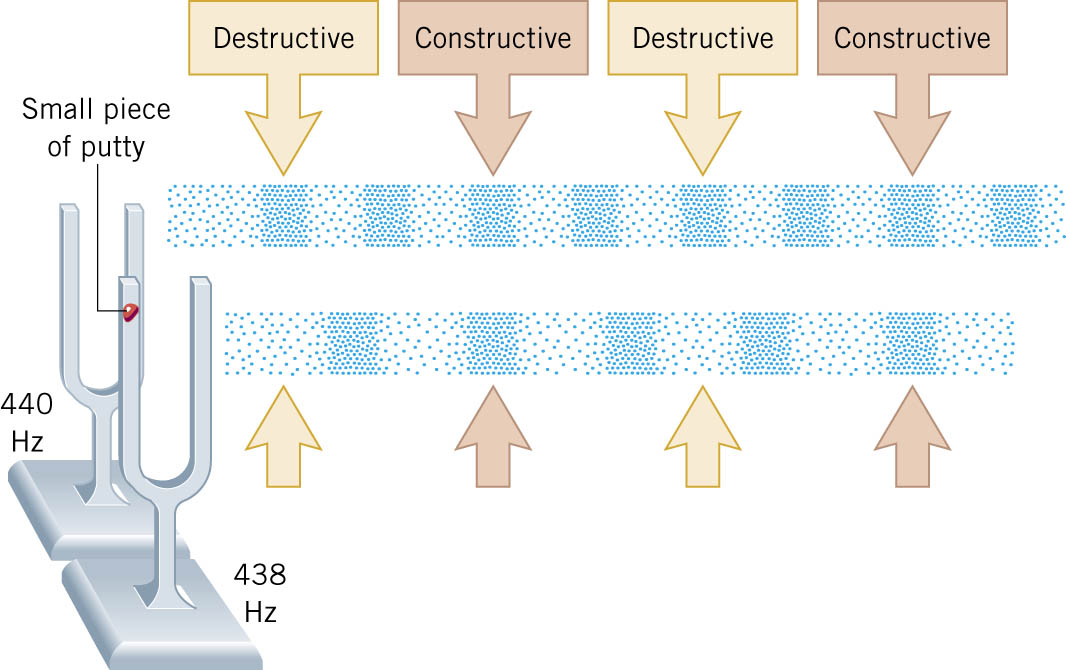 Destructive
Constructive
Destructive
Constructive
Small piece
of putty
440
Hz
438
Hz